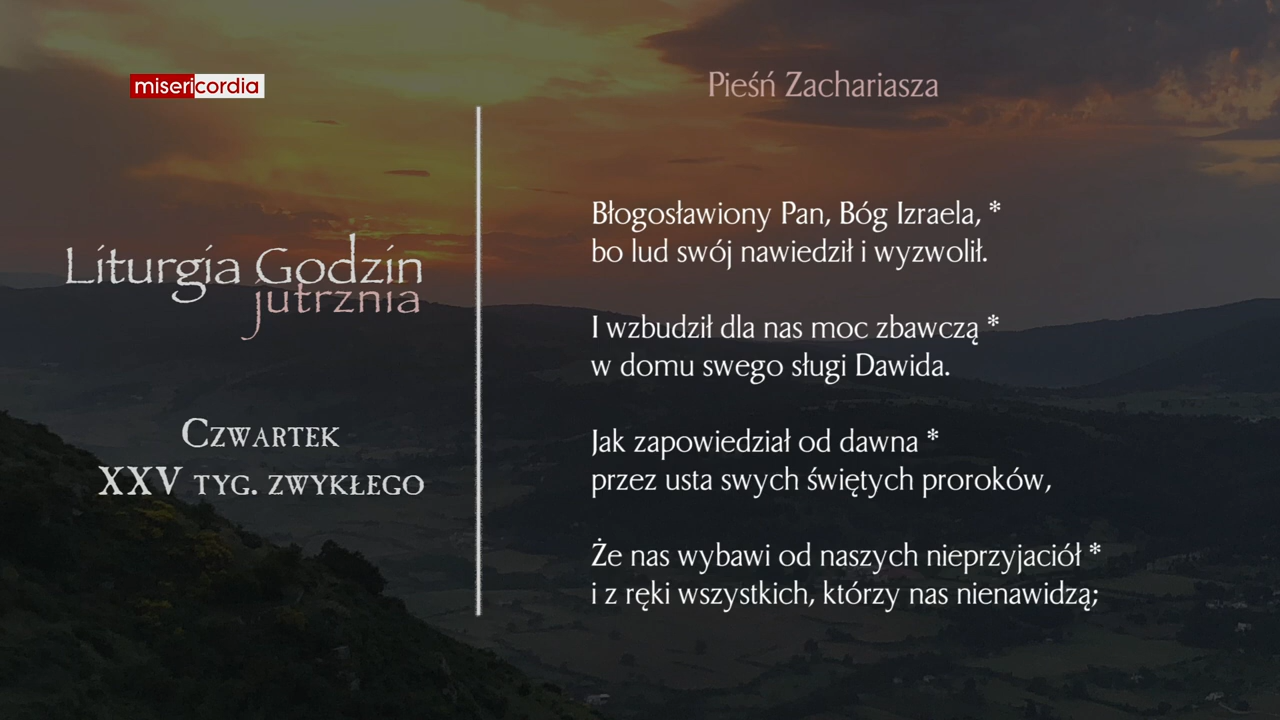 misericordia
Liturgia Godzin
jutrznia
Czwartek
XXV tyg. zwykłego
Pieśń Zachariasza
Błogosławiony Pan, Bóg Izraela, *
bo lud swój nawiedził i wyzwolił.
I wzbudził dla nas moc zbawczą *
w domu swego sługi Dawida.
Jak zapowiedział od dawna *
przez usta swych świętych proroków,
Że nas wybawi od naszych nieprzyjaciół *
i z ręki wszystkich, którzy nas nienawidzą;